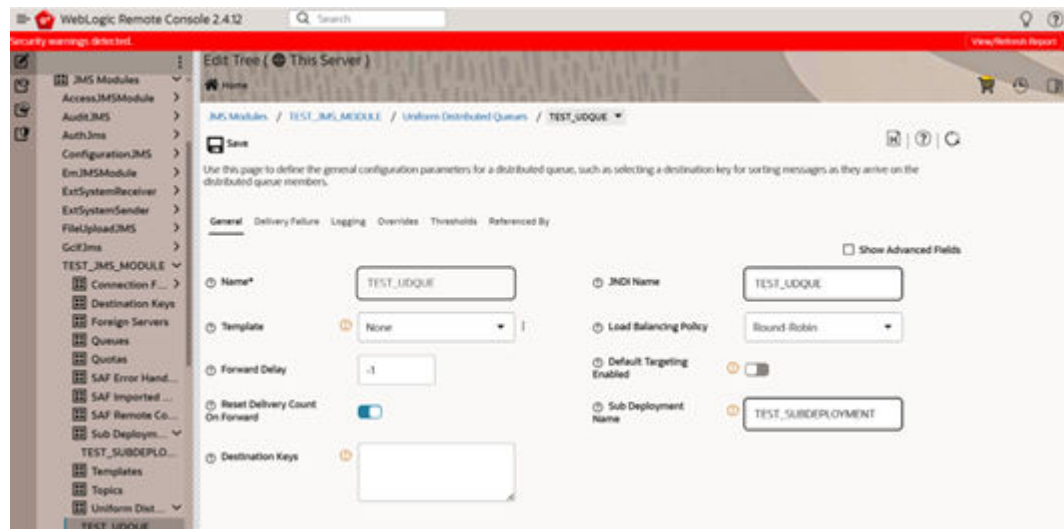 WebLogic Remote Console 2.4.12
Search
Security warnings detected.
View/Refresh Report
Edit Tree ( This Server )
Home
JMS Modules
AccessJMSModule
AuditJMS
AuthJms
ConfigurationJMS
EmJMSModule
ExtSystemReceiver
ExtSystemSender
FileUploadJMS
GcifJms
TEST_JMS_MODULE
Connection F...
Destination Keys
Foreign Servers
Queues
Quotas
SAF Error Hand...
SAF Imported ...
SAF Remote Co...
Sub Deploym...
TEST_SUBDEPLO...
Templates
Topics
Uniform Dist...
TEST_UDQUE
JMS Modules / TEST_JMS_MODULE / Uniform Distributed Queues / TEST_UDQUE
Save
Use this page to define the general configuration parameters for a distributed queue, such as selecting a destination key for sorting messages as they arrive on the
distributed queue members.
General Delivery Failure Logging Overrides Thresholds Referenced By
Show Advanced Fields
Name* TEST_UDQUE
JNDI Name TEST_UDQUE
Template None
Load Balancing Policy Round-Robin
Forward Delay -1
Default Targeting
Enabled
Reset Delivery Count
On Forward
Sub Deployment
Name TEST_SUBDEPLOYMENT
Destination Keys